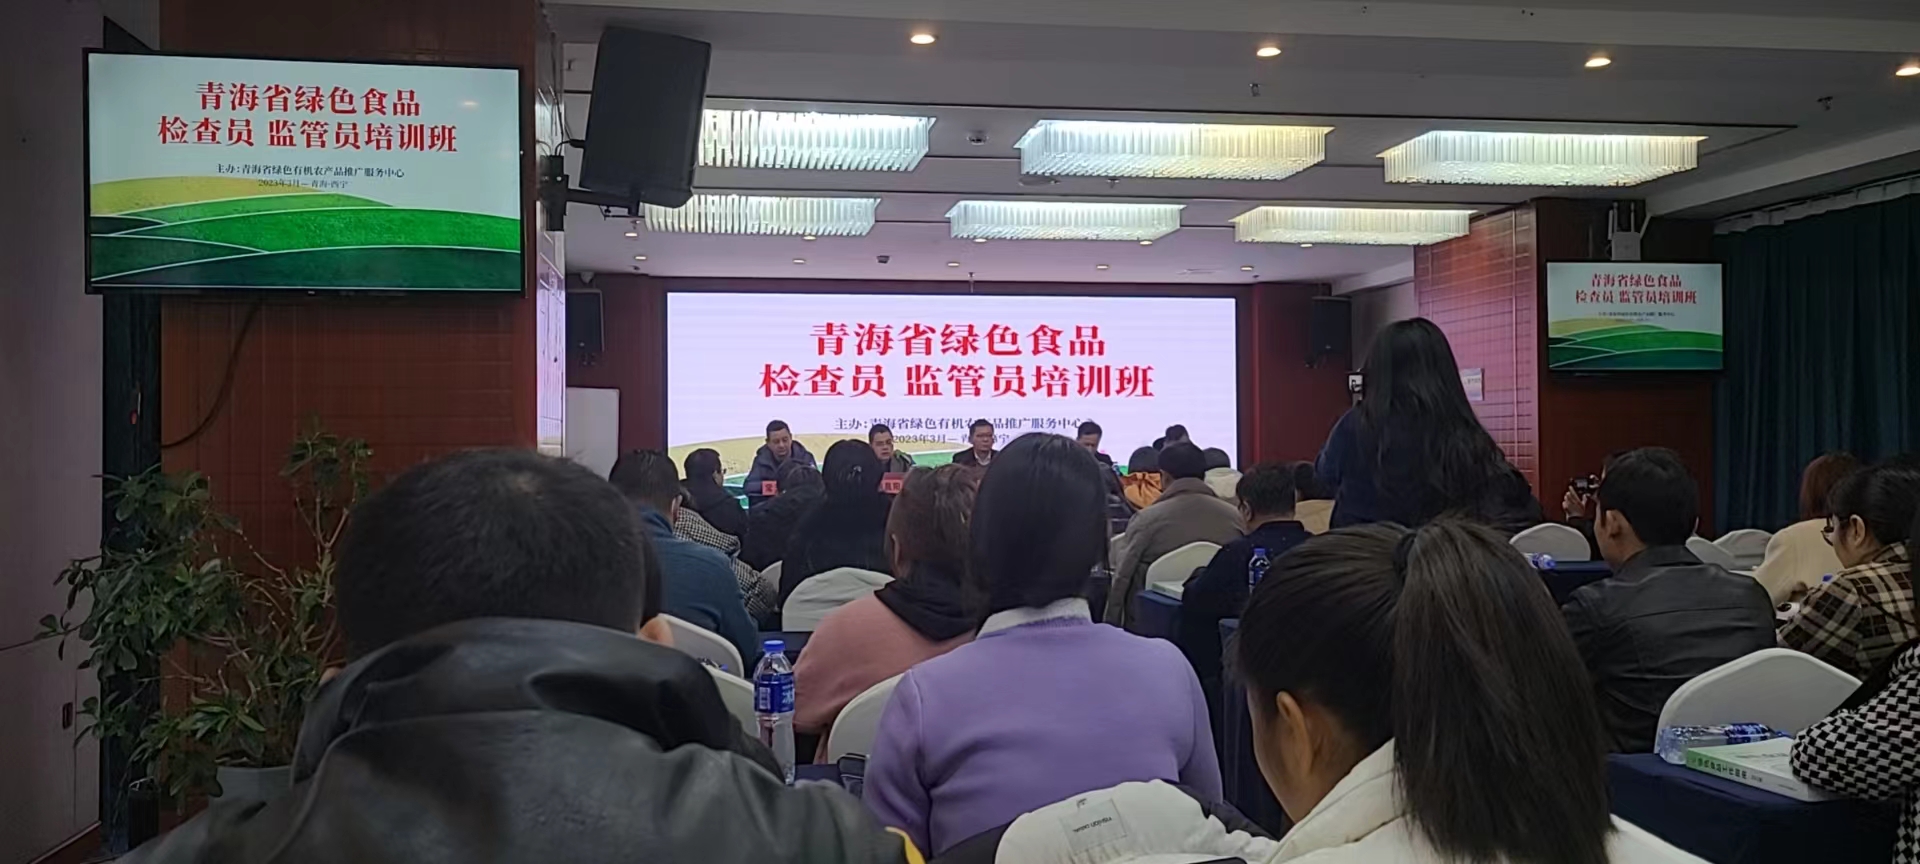 青海省绿色食品
检查员 监管员培训班
主办:青海省绿色有机农产品推广服务中心
2023年3月—青海·西宁
青海省绿色食品
检查员 监管员培训班
主办:青海省绿色有机农产品推广服务中心
2023年3月—青
青海省绿色食品
检查员 监管员培训班